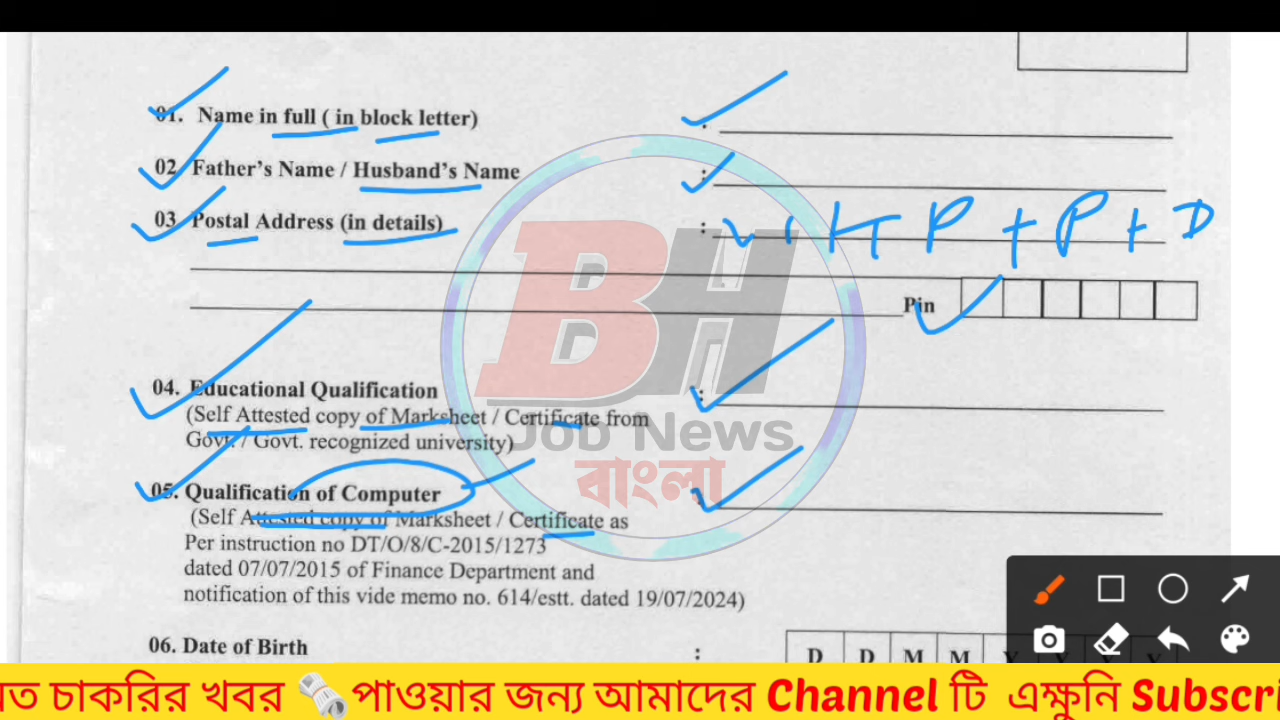 01. Name in full ( in block letter) :
02 Father's Name / Husband's Name :
03 Postal Address (in details) :
P + P + D
Pin
04. Educational Qualification :
(Self Attested copy of Marksheet / Certificate from
Govt. / Govt. recognized university)
05. Qualification of Computer
(Self Attested copy of Marksheet / Certificate as
Per instruction no DT/O/8/C-2015/1273
dated 07/07/2015 of Finance Department and
notification of this vide memo no. 614/estt. dated 19/07/2024)
06. Date of Birth :
D D M M Y Y Y Y
BH
Job News
বাংলা
চাকরির খবর পাওয়ার জন্য আমাদের Channel টি এক্ষুনি Subscri